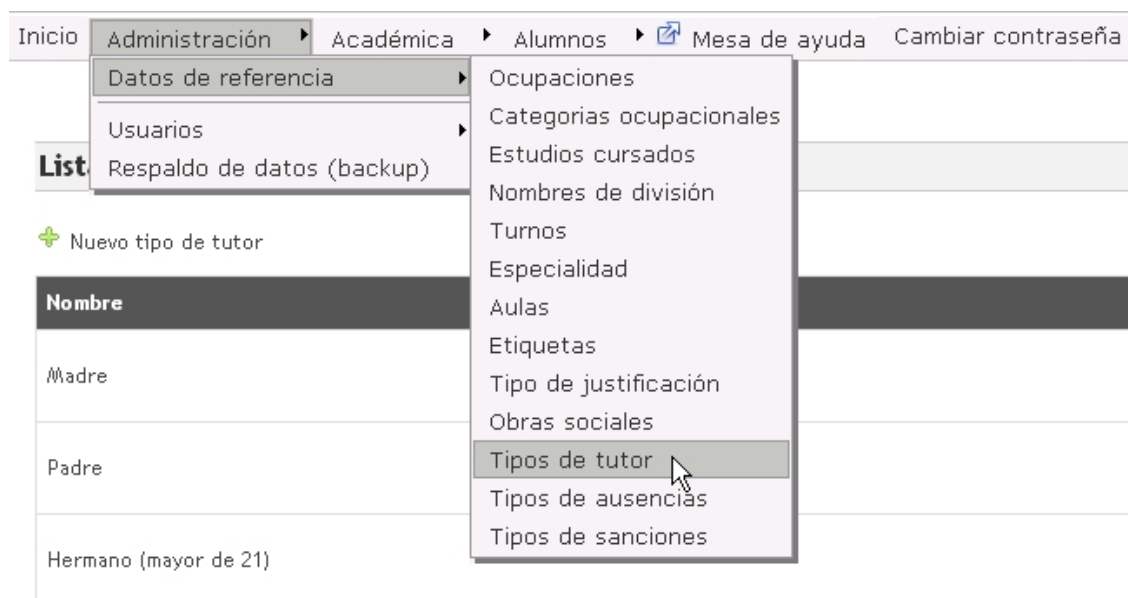 Inicio Administración Académica Alumnos Mesa de ayuda Cambiar contraseña
Datos de referencia
Usuarios
Respaldo de datos (backup)
Ocupaciones
Categorias ocupacionales
Estudios cursados
Nombres de división
Turnos
Especialidad
Aulas
Etiquetas
Tipo de justificación
Obras sociales
Tipos de tutor
Tipos de ausencias
Tipos de sanciones
Nuevo tipo de tutor
Nombre
Madre
Padre
Hermano (mayor de 21)